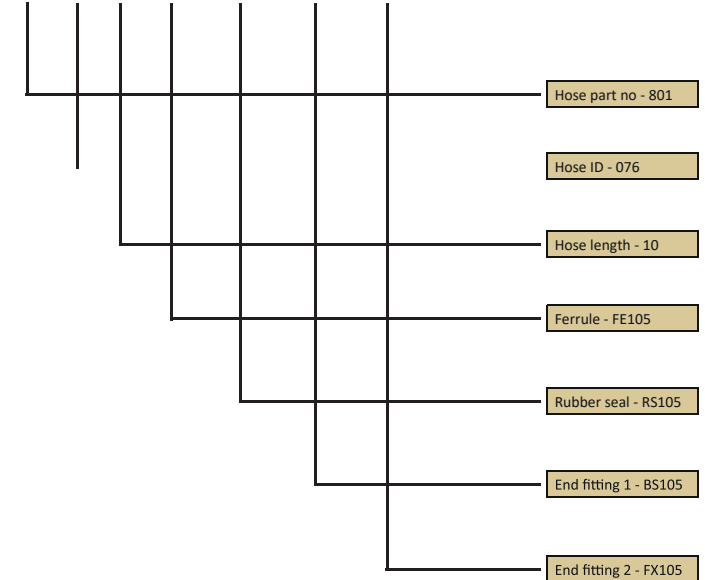 Hose part no - 801
Hose ID - 076
Hose length - 10
Ferrule - FE105
Rubber seal - RS105
End fitting 1 - BS105
End fitting 2 - FX105